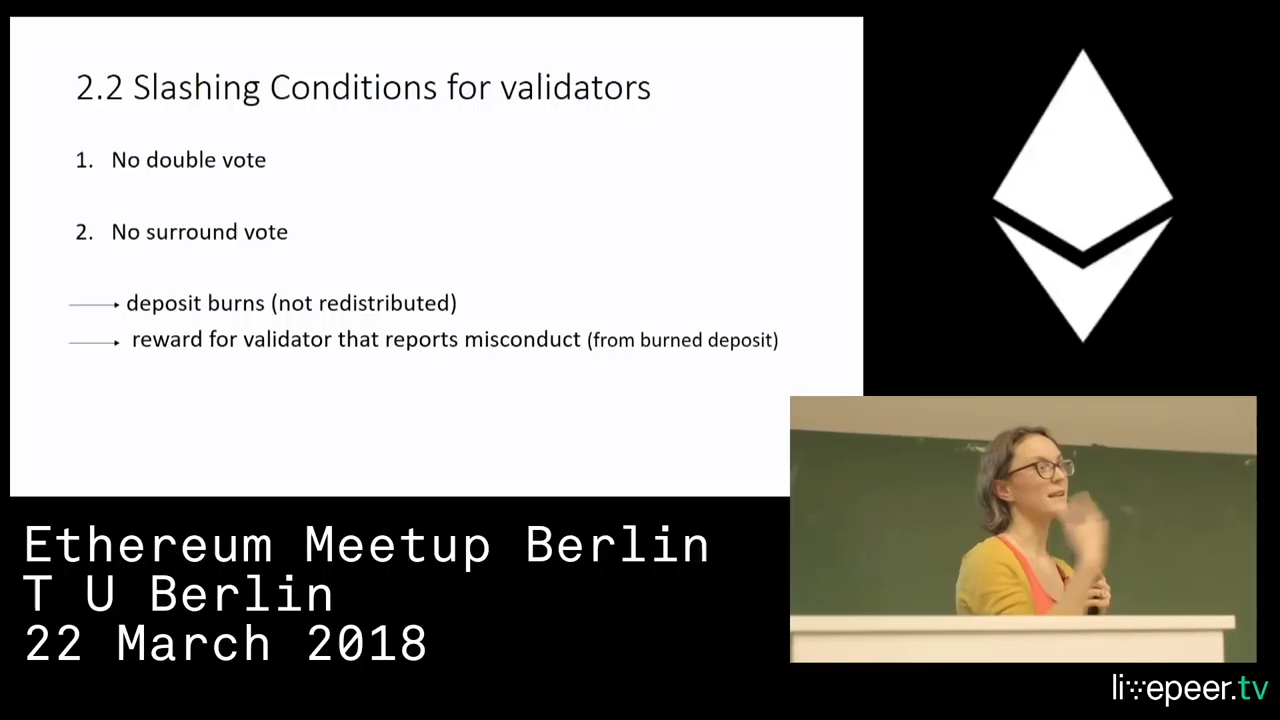 2.2 Slashing Conditions for validators
1. No double vote
2. No surround vote
deposit burns (not redistributed)
reward for validator that reports misconduct (from burned deposit)
Ethereum Meetup Berlin
T U Berlin
22 March 2018
livepeer.tv